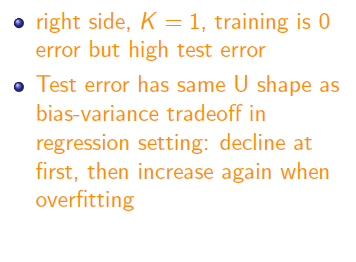 right side, K = 1, training is 0
error but high test error
Test error has same U shape as
bias-variance tradeoff in
regression setting: decline at
first, then increase again when
overfitting